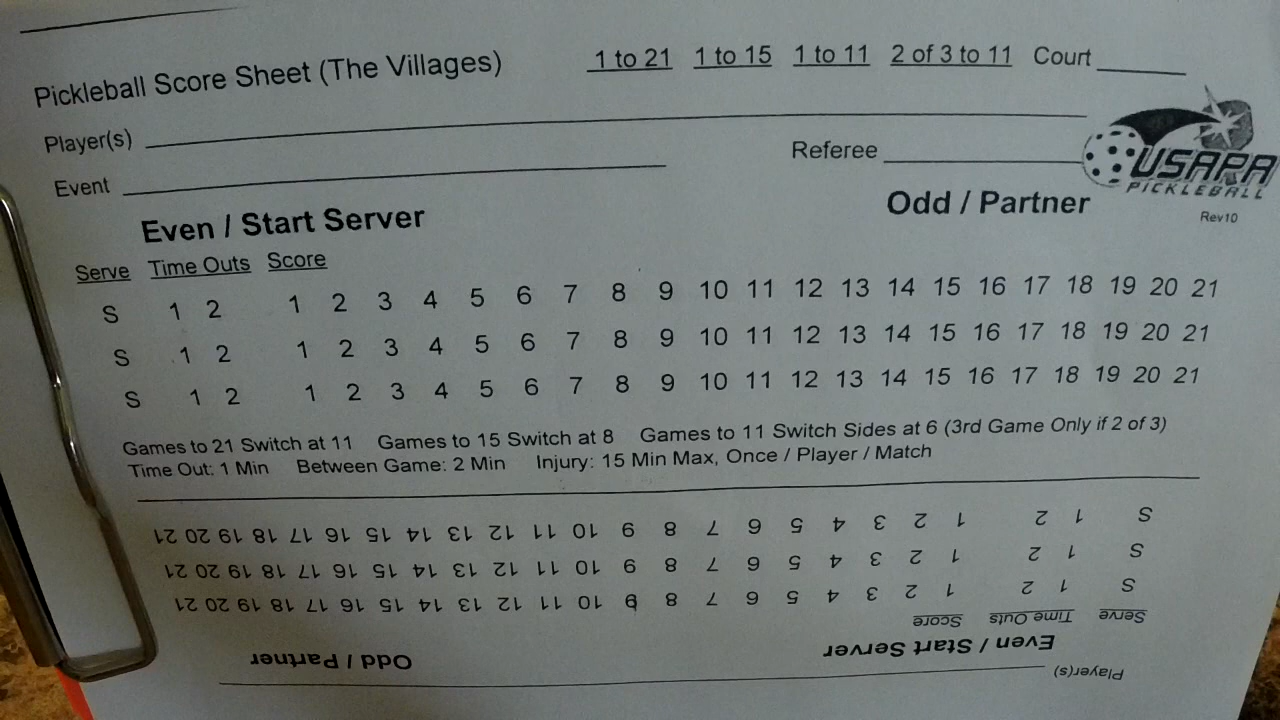 Pickleball Score Sheet (The Villages) 1 to 21 1 to 15 1 to 11 2 of 3 to 11 Court
Player(s)
Event Referee
USAPA
PICKLEBALL
Rev10
Even / Start Server Odd / Partner
Serve Time Outs Score
S 1 2 1 2 3 4 5 6 7 8 9 10 11 12 13 14 15 16 17 18 19 20 21
S 1 2 1 2 3 4 5 6 7 8 9 10 11 12 13 14 15 16 17 18 19 20 21
S 1 2 1 2 3 4 5 6 7 8 9 10 11 12 13 14 15 16 17 18 19 20 21
Games to 21 Switch at 11 Games to 15 Switch at 8 Games to 11 Switch Sides at 6 (3rd Game Only if 2 of 3)
Time Out: 1 Min Between Game: 2 Min Injury: 15 Min Max, Once / Player / Match
Player(s)
Even / Start Server Odd / Partner
Serve Time Outs Score
S 1 2 1 2 3 4 5 6 7 8 9 10 11 12 13 14 15 16 17 18 19 20 21
S 1 2 1 2 3 4 5 6 7 8 9 10 11 12 13 14 15 16 17 18 19 20 21
S 1 2 1 2 3 4 5 6 7 8 9 10 11 12 13 14 15 16 17 18 19 20 21